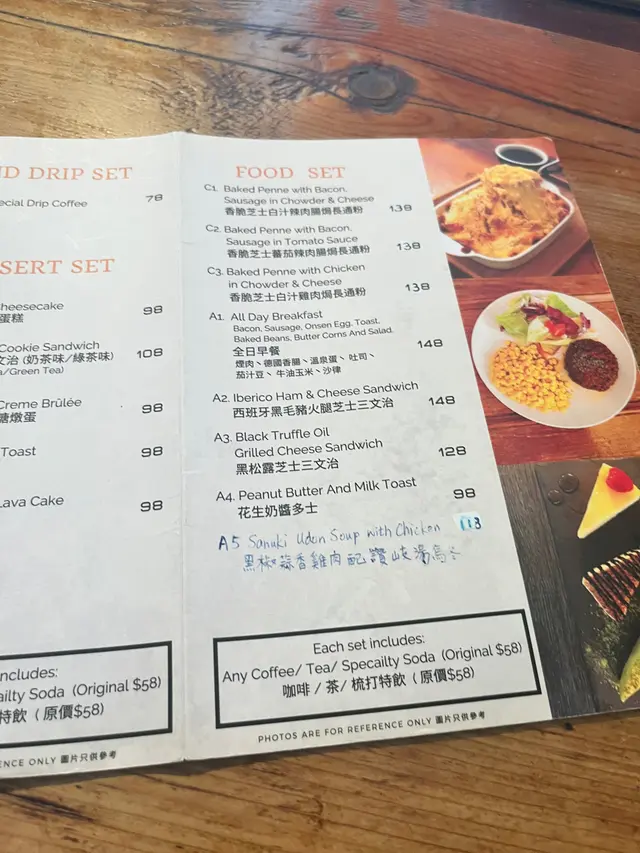 ND DRIP SET
ecial Drip Coffee 78
SERT SET
heesecake 98
蛋糕
Cookie Sandwich
文治 (奶茶味/綠茶味) 108
a/Green Tea)
Creme Brûlée 98
糖燉蛋
Toast 98
Lava Cake 98
ncludes:
ailty Soda (Original $58)
特飲 ( 原價$58)
ENCE ONLY 圖片只供參考
FOOD SET
C1. Baked Penne with Bacon,
Sausage in Chowder & Cheese
香脆芝士白汁辣肉腸焗長通粉 138
C2. Baked Penne with Bacon,
Sausage in Tomato Sauce
香脆芝士蕃茄辣肉腸焗長通粉 138
C3. Baked Penne with Chicken
in Chowder & Cheese
香脆芝士白汁雞肉腸焗長通粉 138
A1. All Day Breakfast
Bacon, Sausage, Onsen Egg, Toast,
Baked Beans, Butter Corns And Salad.
全日早餐 148
煙肉、德國香腸、溫泉蛋、吐司、
茄汁豆、牛油玉米、沙律
A2. Iberico Ham & Cheese Sandwich
西班牙黑毛豬火腿芝士三文治 148
A3. Black Truffle Oil
Grilled Cheese Sandwich
黑松露芝士三文治 128
A4. Peanut Butter And Milk Toast
花生奶醬多士 98
A5 Sanuki Udon Soup with Chicken 118
黑椒蒜香雞肉配讚岐湯烏冬
Each set includes:
Any Coffee/ Tea/ Specailty Soda (Original $58)
咖啡 / 茶/ 梳打特飲 ( 原價$58)
PHOTOS ARE FOR REFERENCE ONLY 圖片只供參考